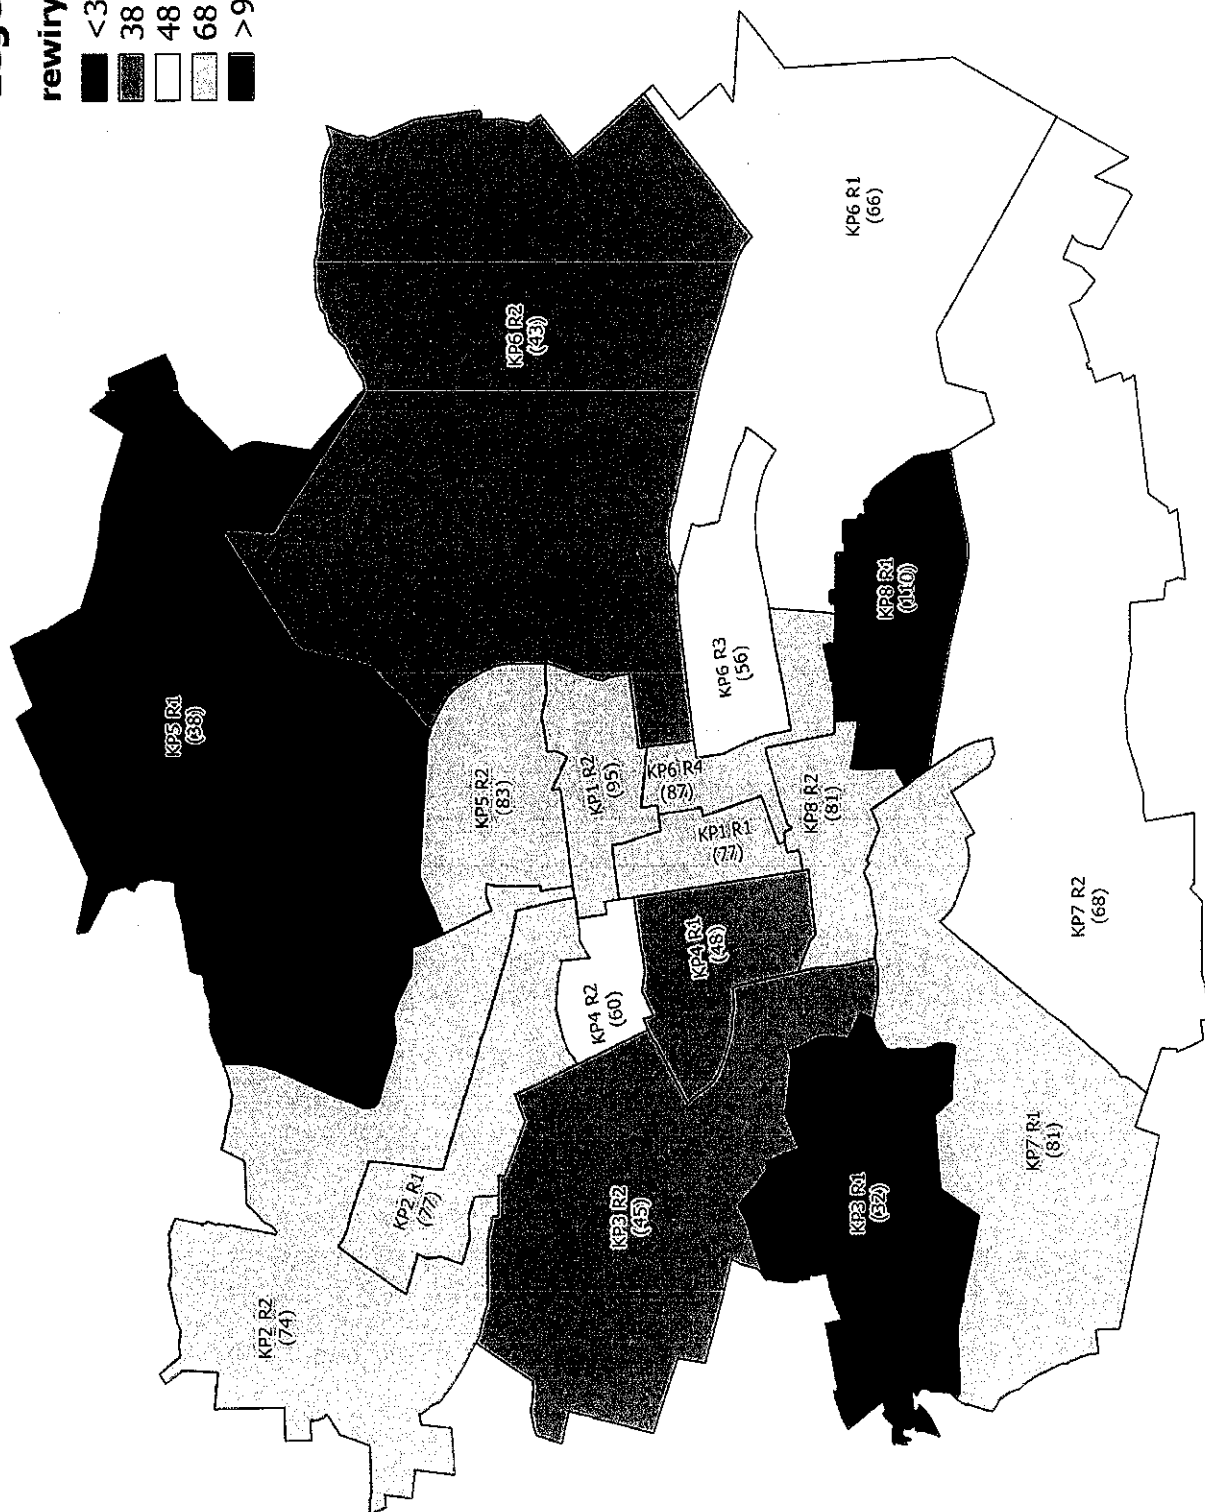 rewiry
<3
38
48
68
>9
KP5 R1
(38)
KP6 R2
(43)
KP6 R1
(66)
KP5 R2
(83)
KP1 R2
(95)
KP6 R4
(87)
KP6 R3
(56)
KP8 R1
(110)
KP1 R1
(77)
KP8 R2
(81)
KP4 R1
(48)
KP4 R2
(60)
KP7 R2
(68)
KP2 R1
(77)
KP2 R2
(74)
KP3 R2
(45)
KP3 R1
(32)
KP7 R1
(81)